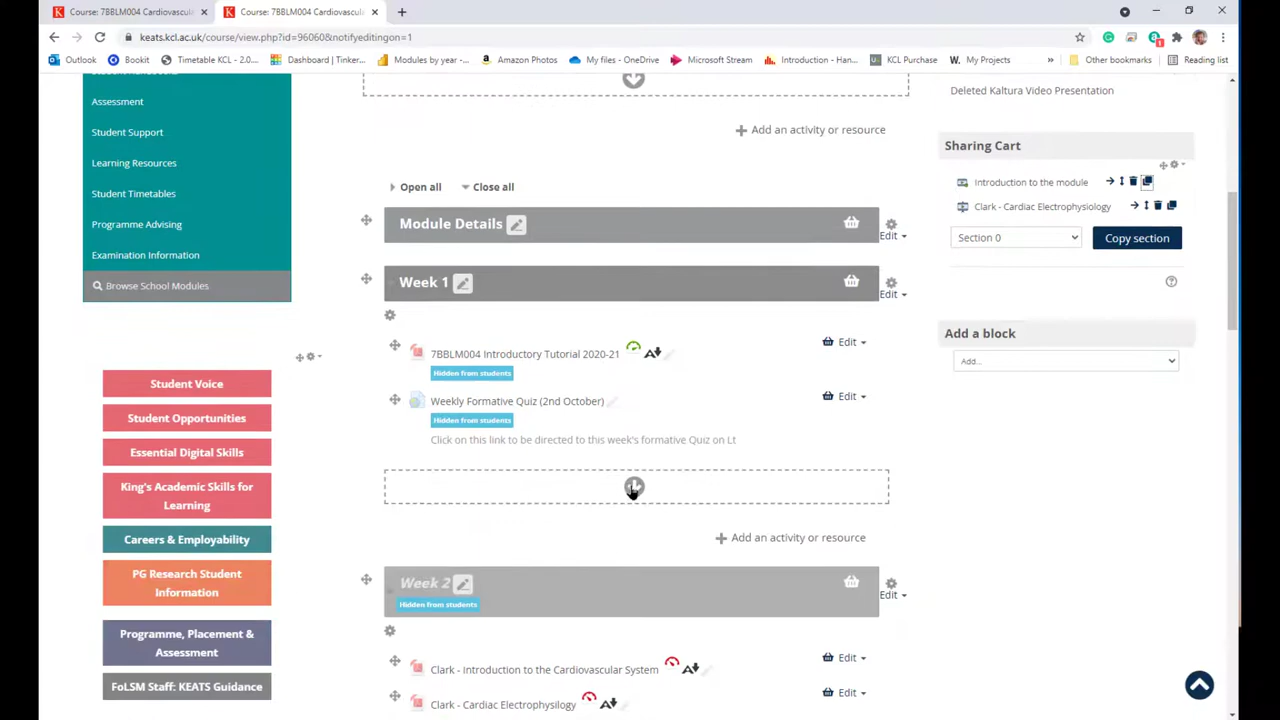 Course: 7BBLM004 Cardiovascula
Course: 7BBLM004 Cardiovascula
keats.kcl.ac.uk/course/view.php?id=96060&notifyeditingon=1
Outlook
Bookit
Timetable KCL - 2.0...
Dashboard | Tinker...
Modules by year -...
Amazon Photos
My files - OneDrive
Microsoft Stream
Introduction - Han...
KCL Purchase
My Projects
»
Other bookmarks
Reading list
Assessment
Student Support
Learning Resources
Student Timetables
Programme Advising
Examination Information
Browse School Modules
Student Voice
Student Opportunities
Essential Digital Skills
King's Academic Skills for
Learning
Careers & Employability
PG Research Student
Information
Programme, Placement &
Assessment
FoLSM Staff: KEATS Guidance
+ Add an activity or resource
Open all
Close all
Module Details
Edit
Week 1
Edit
7BBLM004 Introductory Tutorial 2020-21
Edit
Hidden from students
Weekly Formative Quiz (2nd October)
Edit
Hidden from students
Click on this link to be directed to this week's formative Quiz on Lt
+ Add an activity or resource
Week 2
Edit
Hidden from students
Clark - Introduction to the Cardiovascular System
Edit
Clark - Cardiac Electrophysilogy
Edit
Deleted Kaltura Video Presentation
Sharing Cart
Introduction to the module
Clark - Cardiac Electrophysiology
Section 0
Copy section
Add a block
Add...